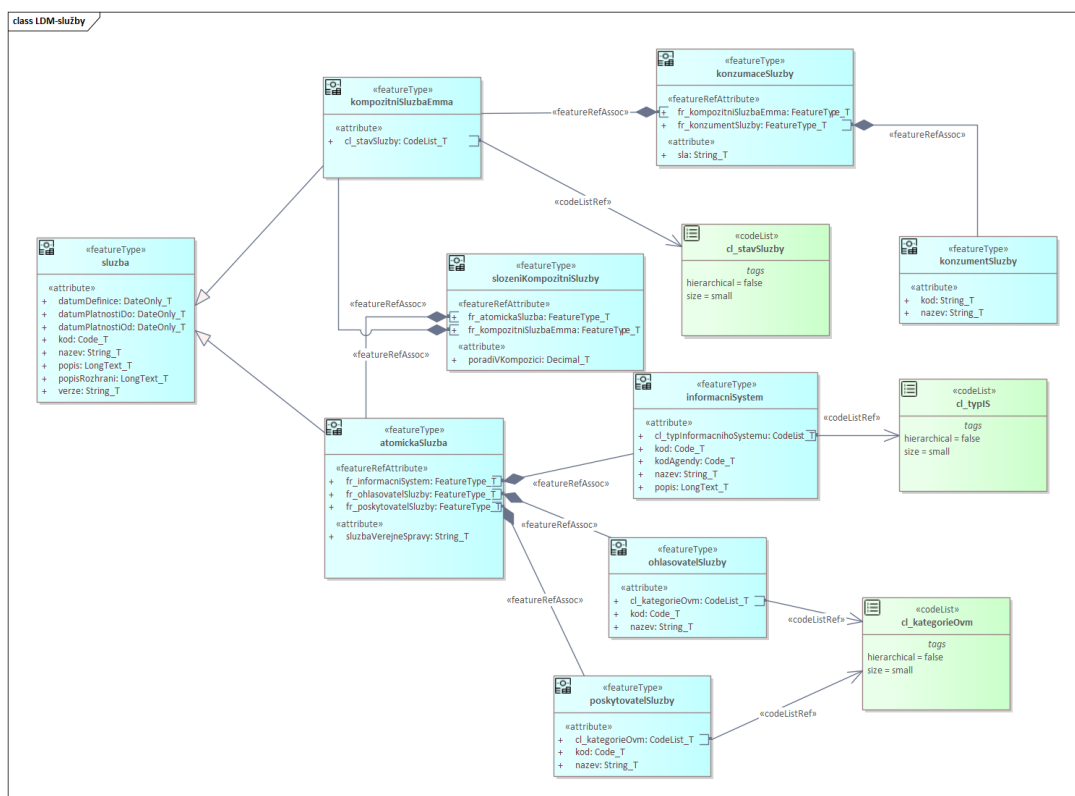 class LDM-služby
«featureType»
kompozitniSluzbaEmma
«attribute»
+ cl_stavSluzby: CodeList_T
«featureRefAssoc»
«featureType»
konzumaceSluzby
«featureRefAttribute»
+ fr_kompozitniSluzbaEmma: FeatureType_T
+ fr_konzumentSluzby: FeatureType_T
«attribute»
+ sla: String_T
«featureRefAssoc»
«codeListRef»
«codeList»
cl_stavSluzby
tags
hierarchical = false
size = small
«featureType»
konzumentSluzby
«attribute»
+ kod: String_T
+ nazev: String_T
«featureType»
sluzba
«attribute»
+ datumDefinice: DateOnly_T
+ datumPlatnostiDo: DateOnly_T
+ datumPlatnostiOd: DateOnly_T
+ kod: Code_T
+ nazev: String_T
+ popis: LongText_T
+ popisRozhrani: LongText_T
+ verze: String_T
«featureType»
slozeniKompozitniSluzby
«featureRefAttribute»
+ fr_atomickaSluzba: FeatureType_T
+ fr_kompozitniSluzbaEmma: FeatureType_T
«attribute»
+ poradiVKompozici: Decimal_T
«featureRefAssoc»
«featureRefAssoc»
«featureType»
informacniSystem
«attribute»
+ cl_typInformacnihoSystemu: CodeList_T
+ kod: Code_T
+ kodAgendy: Code_T
+ nazev: String_T
+ popis: LongText_T
«codeListRef»
«codeList»
cl_typIS
tags
hierarchical = false
size = small
«featureType»
atomickaSluzba
«featureRefAttribute»
+ fr_informacniSystem: FeatureType_T
+ fr_ohlasovatelSluzby: FeatureType_T
+ fr_poskytovatelSluzby: FeatureType_T
«attribute»
+ sluzbaVerejneSpravy: String_T
«featureRefAssoc»
«featureRefAssoc»
«featureRefAssoc»
«featureType»
ohlasovatelSluzby
«attribute»
+ cl_kategorieOvm: CodeList_T
+ kod: Code_T
+ nazev: String_T
«codeListRef»
«codeList»
cl_kategorieOvm
tags
hierarchical = false
size = small
«featureType»
poskytovatelSluzby
«attribute»
+ cl_kategorieOvm: CodeList_T
+ kod: Code_T
+ nazev: String_T
«codeListRef»